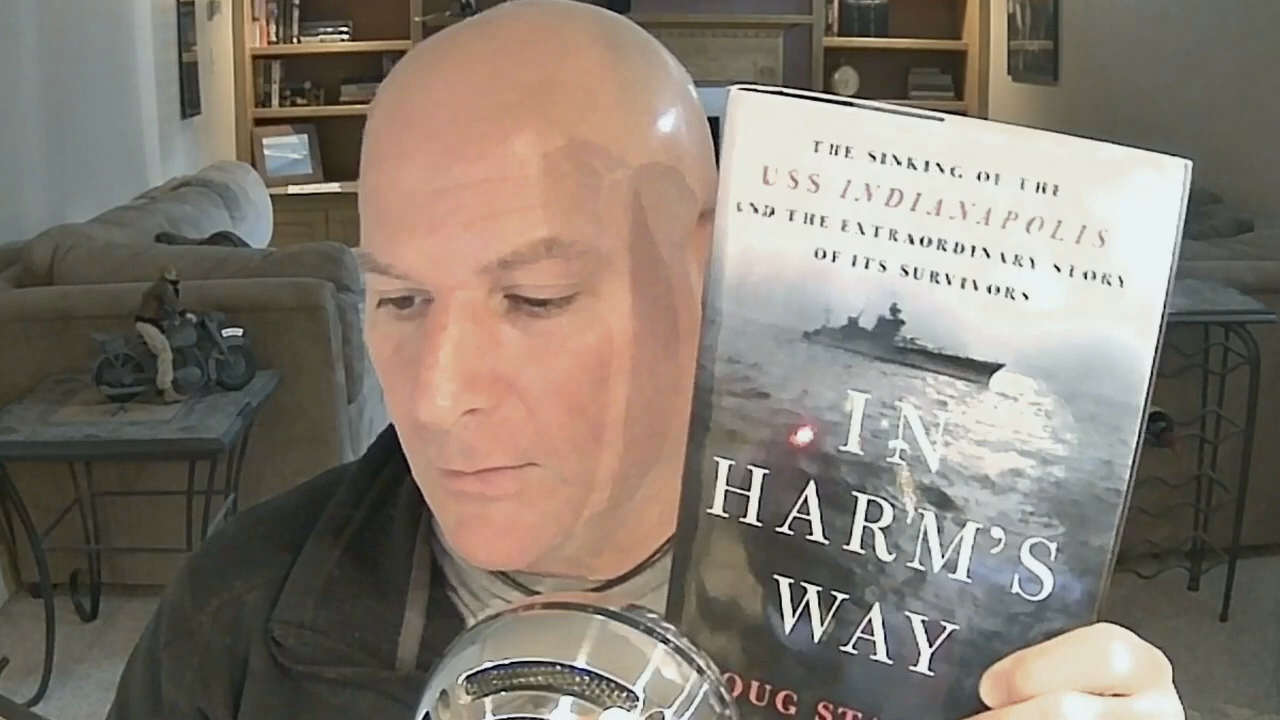 THE SINKING OF THE
USS INDIANAPOLIS
AND THE EXTRAORDINARY STORY
OF ITS SURVIVORS
IN
HARM'S
WAY